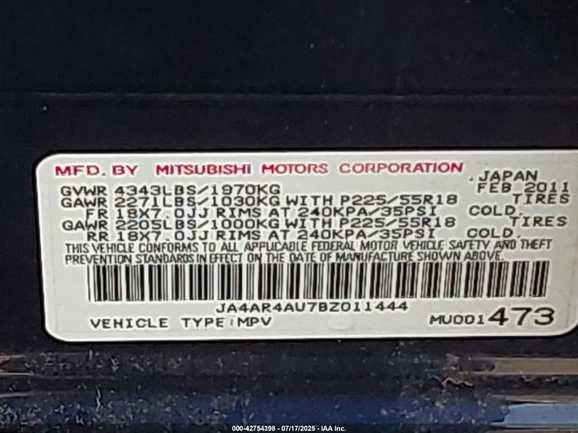 MFD. BY MITSUBISHI MOTORS CORPORATION
, JAPAN
GVWR 4343LBS/1970KG FEB 2011
GAWR 2271LBS/1030KG WITH P225/55R18 TIRES
FR 18X7.0JJ RIMS AT 240KPA/35PSI COLD.
GAWR 2205LBS/1000KG WITH P225/55R18 TIRES
RR 18X7.0JJ RIMS AT 240KPA/35PSI COLD.
THIS VEHICLE CONFORMS TO ALL APPLICABLE FEDERAL MOTOR VEHICLE SAFETY AND THEFT
PREVENTION STANDARDS IN EFFECT ON THE DATE OF MANUFACTURE SHOWN ABOVE.
JA4AR4AU7BZ011444
VEHICLE TYPE:MPV MU001473
000-42754398 - 07/17/2025 - IAA Inc.